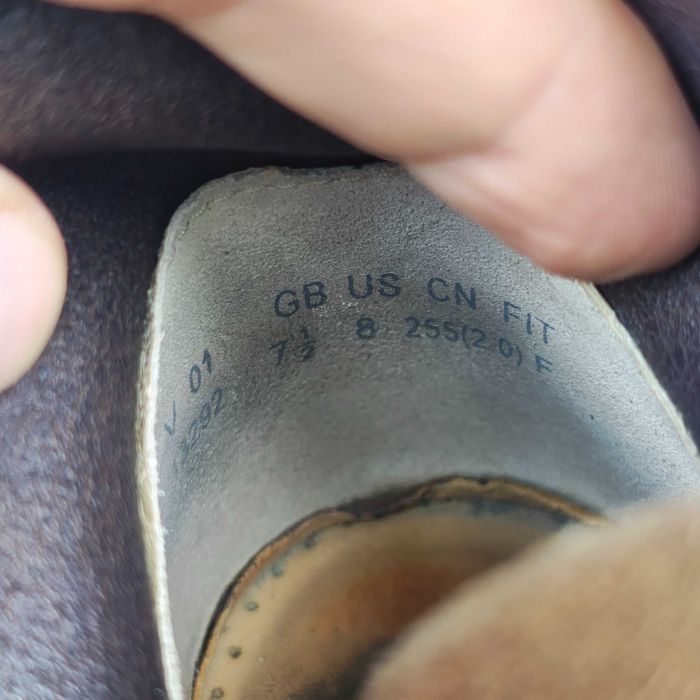 GB US CN FIT
7½ 8 255(2.0) F
V 01